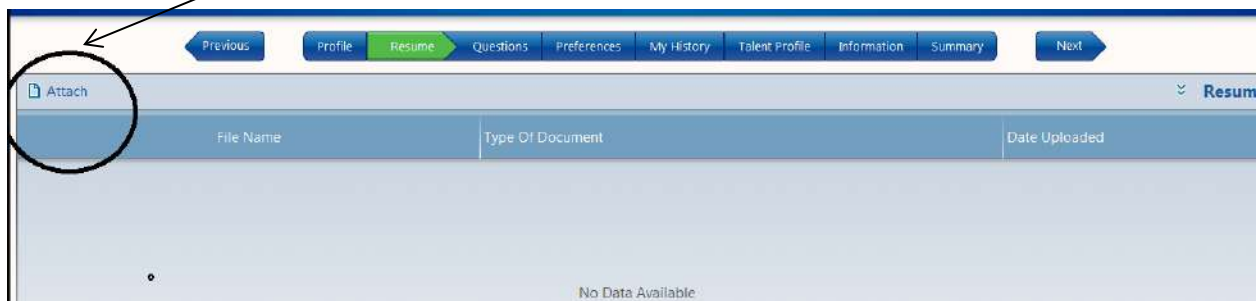 Previous Profile Resume Questions Preferences My History Talent Profile Information Summary Next
Attach Resum
File Name Type Of Document Date Uploaded
No Data Available